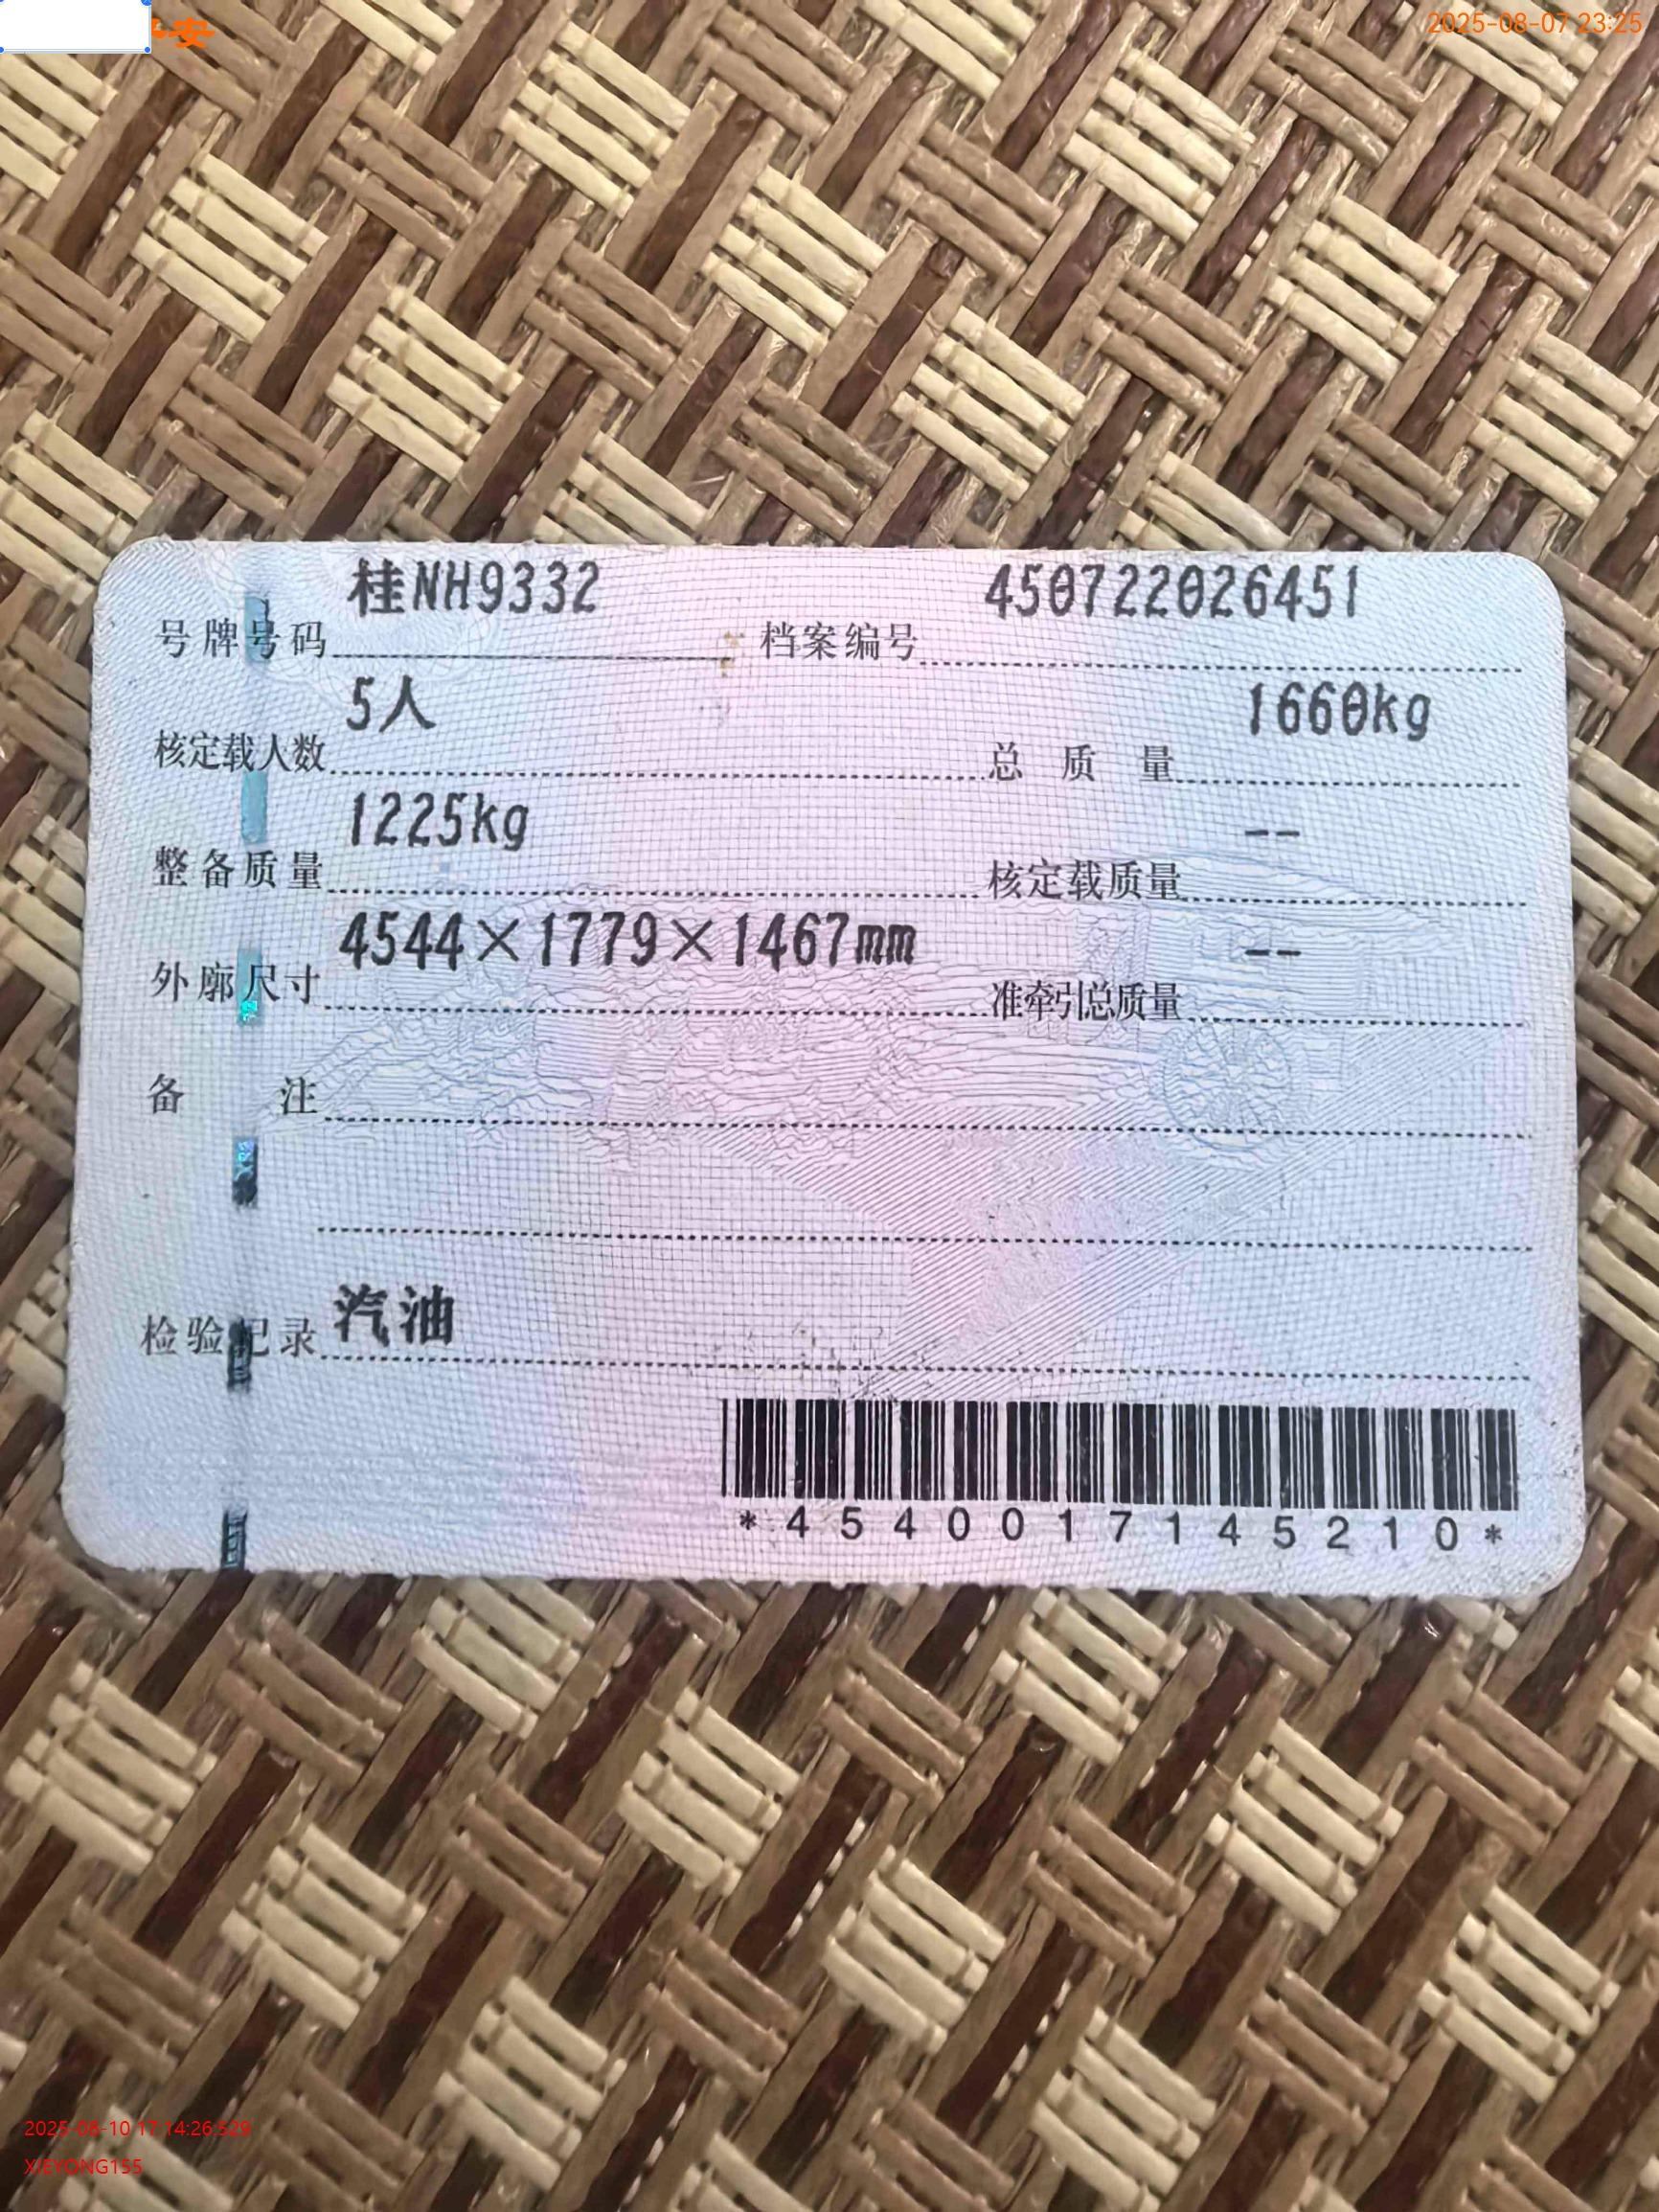 安
2025-08-07 23:25
号牌号码 桂NH9332 档案编号 450722026451
核定载人数 5人 总质量 1660kg
整备质量 1225kg 核定载质量 --
外廓尺寸 4544×1779×1467mm 准牵引总质量 --
备注
检验记录 汽油
*4540017145210*
2025-08-10 17:14:26:529
XIEYONG155